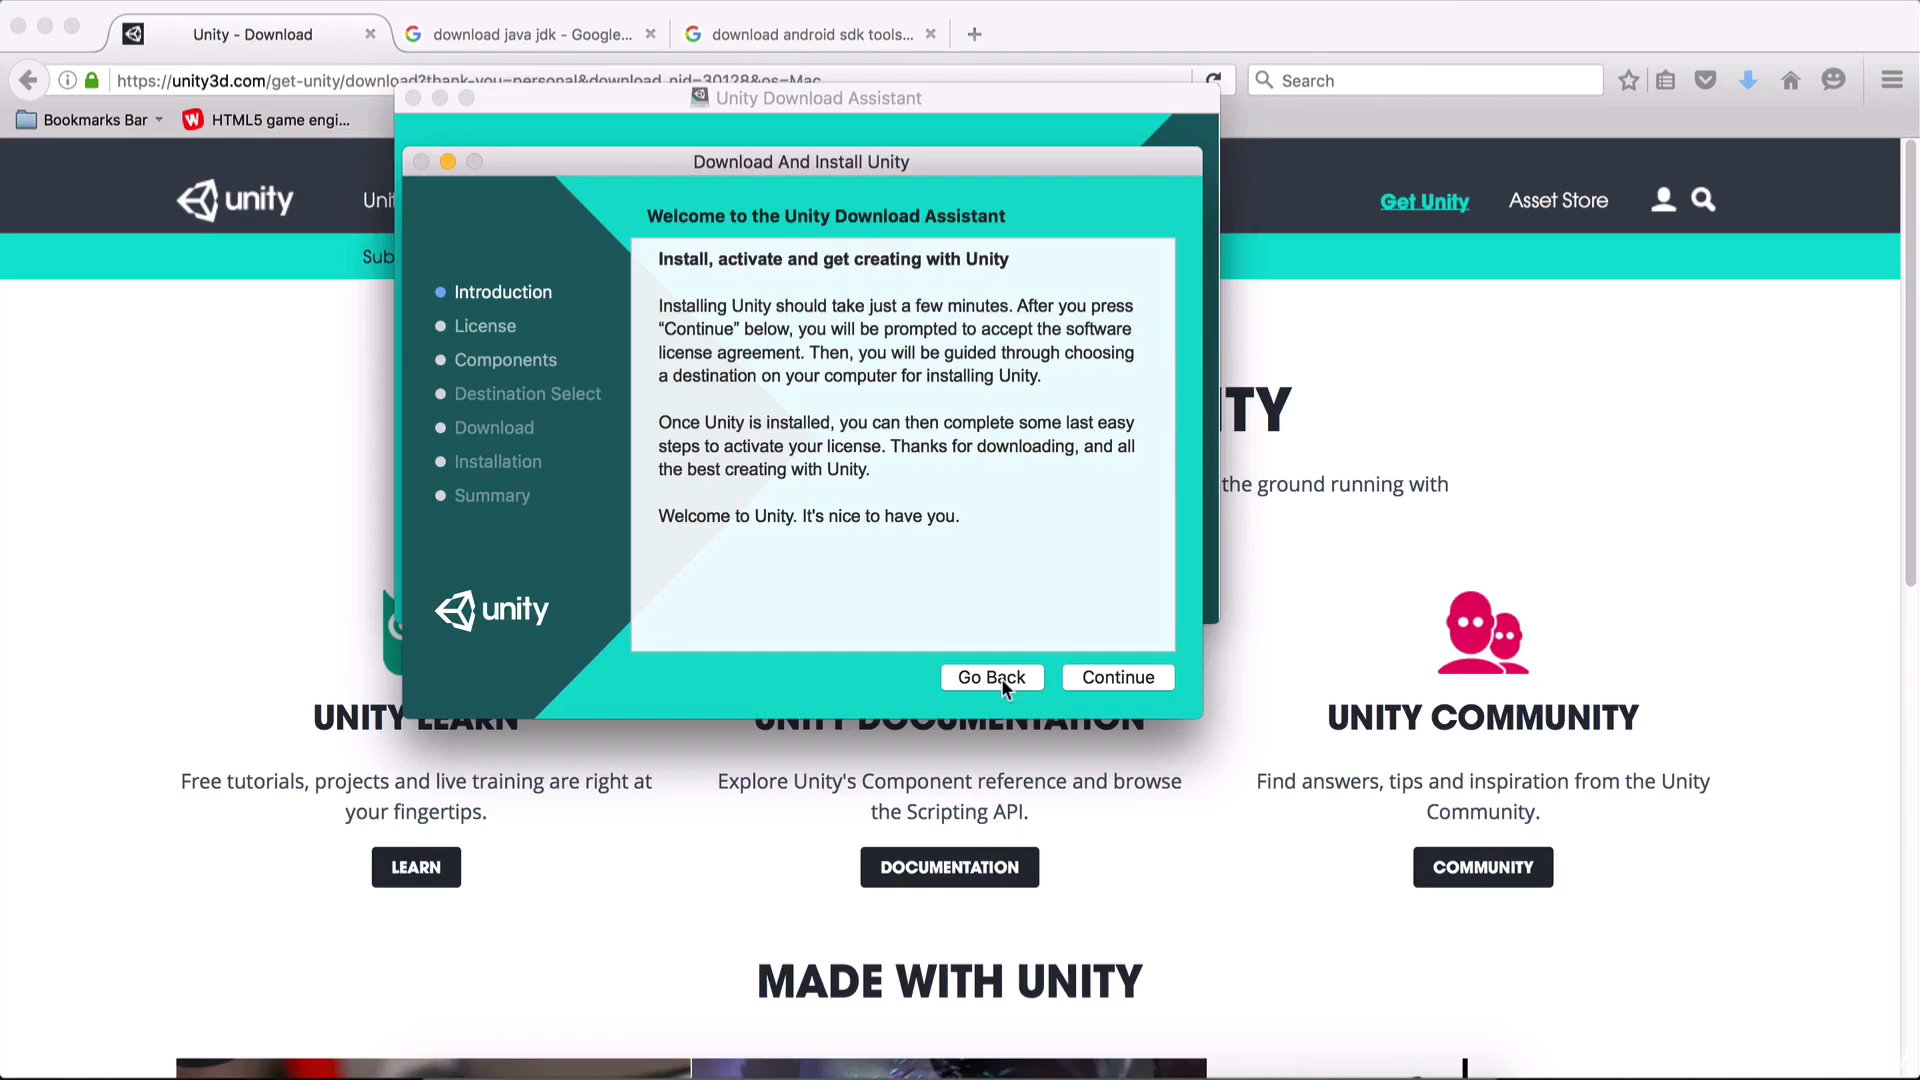 Unity - Download
download java jdk - Google...
download android sdk tools...
https://unity3d.com/get-unity/download?thank-you=personal&download_nid=30128&os=Mac
Search
Bookmarks Bar
HTML5 game engi...
Unity Download Assistant
Download And Install Unity
unity
Uni
Get Unity
Asset Store
Sub
Welcome to the Unity Download Assistant
Install, activate and get creating with Unity
Introduction
License
Components
Destination Select
Download
Installation
Summary
unity
Installing Unity should take just a few minutes. After you press
“Continue” below, you will be prompted to accept the software
license agreement. Then, you will be guided through choosing
a destination on your computer for installing Unity.
Once Unity is installed, you can then complete some last easy
steps to activate your license. Thanks for downloading, and all
the best creating with Unity.
Welcome to Unity. It's nice to have you.
Go Back
Continue
TY
the ground running with
UNITY LEARN
UNITY DOCUMENTATION
UNITY COMMUNITY
Free tutorials, projects and live training are right at
your fingertips.
Explore Unity's Component reference and browse
the Scripting API.
Find answers, tips and inspiration from the Unity
Community.
LEARN
DOCUMENTATION
COMMUNITY
MADE WITH UNITY